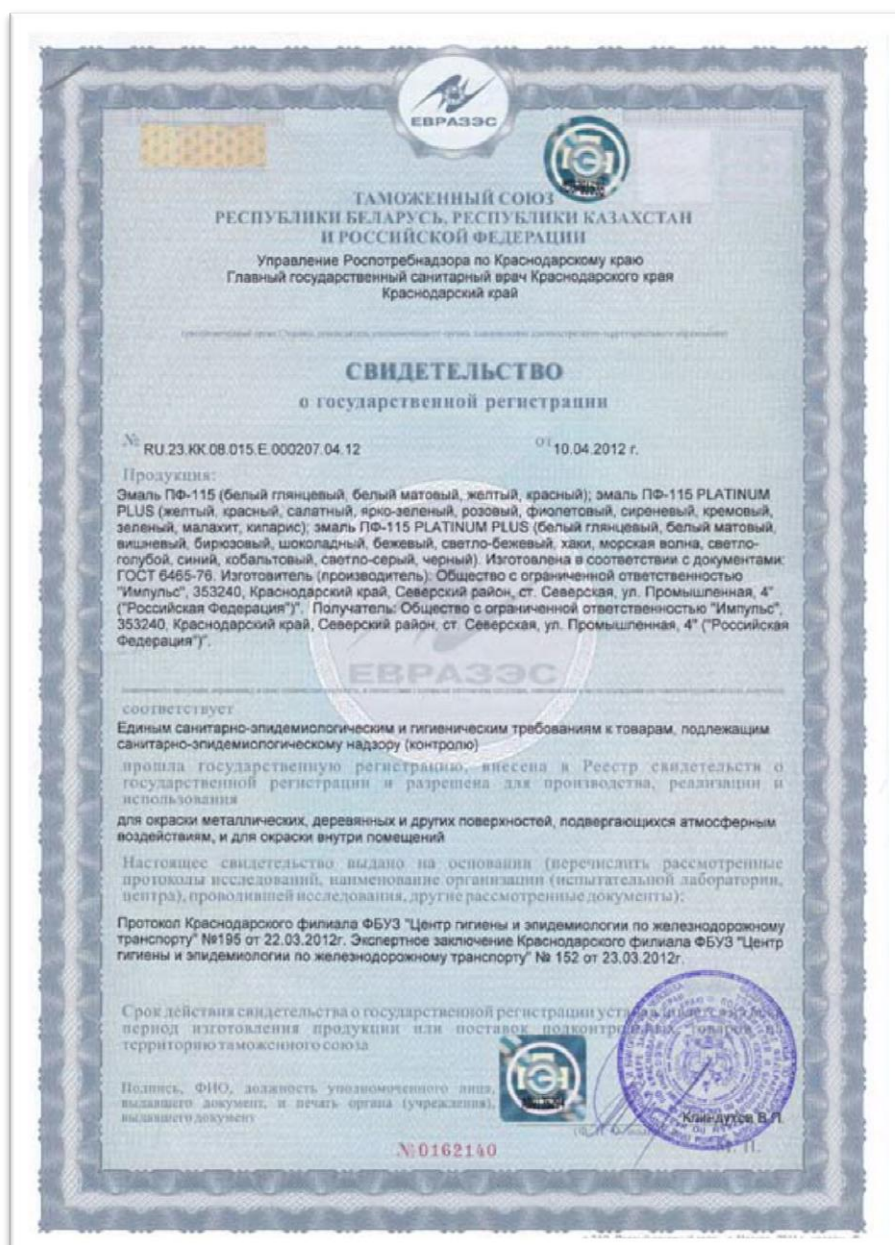 ЕВРАЗЭС
ТАМОЖЕННЫЙ СОЮЗ
РЕСПУБЛИКИ БЕЛАРУСЬ, РЕСПУБЛИКИ КАЗАХСТАН
И РОССИЙСКОЙ ФЕДЕРАЦИИ
Управление Роспотребнадзора по Краснодарскому краю
Главный государственный санитарный врач Краснодарского края
Краснодарский край
СВИДЕТЕЛЬСТВО
о государственной регистрации
№ RU.23.КК.08.015.Е.000207.04.12 от 10.04.2012 г.
Продукция:
Эмаль ПФ-115 (белый глянцевый, белый матовый, желтый, красный); эмаль ПФ-115 PLATINUM
PLUS (желтый, красный, салатный, ярко-зеленый, розовый, фиолетовый, сиреневый, кремовый,
зеленый, малахит, кипарис); эмаль ПФ-115 PLATINUM PLUS (белый глянцевый, белый матовый,
вишневый, бирюзовый, шоколадный, бежевый, светло-бежевый, хаки, морская волна, светло-
голубой, синий, кобальтовый, светло-серый, черный). Изготовлена в соответствии с документами:
ГОСТ 6465-76. Изготовитель (производитель): Общество с ограниченной ответственностью
"Импульс", 353240, Краснодарский край, Северский район, ст. Северская, ул. Промышленная, 4"
("Российская Федерация")". Получатель: Общество с ограниченной ответственностью "Импульс",
353240, Краснодарский край, Северский район, ст. Северская, ул. Промышленная, 4" ("Российская
Федерация")".
ЕВРАЗЭС
соответствует
Единым санитарно-эпидемиологическим и гигиеническим требованиям к товарам, подлежащим
санитарно-эпидемиологическому надзору (контролю)
прошла государственную регистрацию, внесена в Реестр свидетельств о
государственной регистрации и разрешена для производства, реализации и
использования
для окраски металлических, деревянных и других поверхностей, подвергающихся атмосферным
воздействиям, и для окраски внутри помещений
Настоящее свидетельство выдано на основании (перечислить рассмотренные
протоколы исследований, наименование организации (испытательной лаборатории,
центра), проводившей исследования, другие рассмотренные документы):
Протокол Краснодарского филиала ФБУЗ "Центр гигиены и эпидемиологии по железнодорожному
транспорту" №195 от 22.03.2012г. Экспертное заключение Краснодарского филиала ФБУЗ "Центр
гигиены и эпидемиологии по железнодорожному транспорту" № 152 от 23.03.2012г.
Срок действия свидетельства о государственной регистрации
период изготовления продукции или поставок подконтрольных товаров
территорию таможенного союза
Подпись, ФИО, должность уполномоченного лица,
выдавшего документ, и печать органа (учреждения),
выдавшего документ
Клиндухов В.П.
М. П.
№0162140